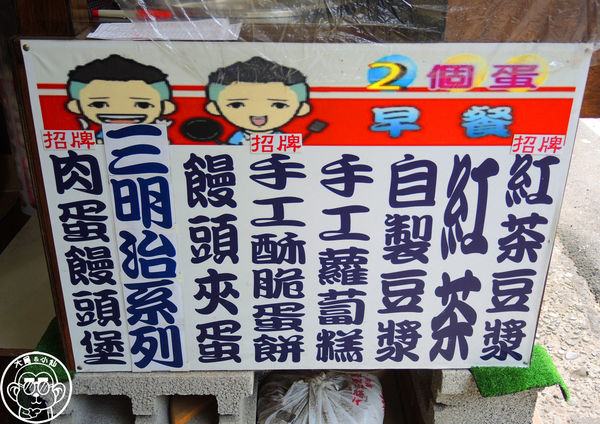 2個蛋
早餐
招牌
紅茶豆漿
紅茶
自製豆漿
手工蘿蔔糕
招牌
手工酥脆蛋餅
饅頭夾蛋
三明治系列
招牌
肉蛋饅頭堡